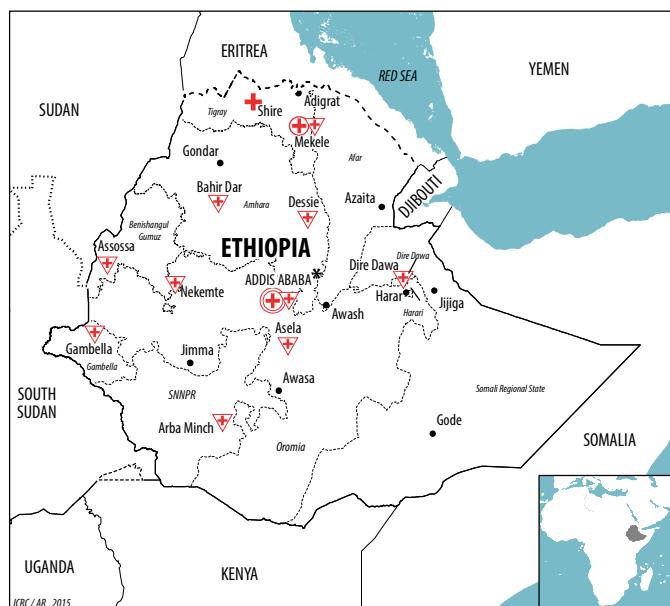 ERITREA
RED SEA
YEMEN
SUDAN
Adigrat
Shire
Tigray
Mekele
Gondar
Afar
Bahir Dar
Amhara
Dessie
Azaita
DJIBOUTI
Benishangul
Gumuz
Assossa
ETHIOPIA
Dire Dawa
Dire Dawa
ADDIS ABABA
*
Nekemte
Harar
Jijiga
Awash
Harari
Asela
Gambella
Gambella
Jimma
SOUTH
SUDAN
SNNPR
Awasa
Somali Regional State
Arba Minch
Gode
Oromia
SOMALIA
UGANDA
KENYA
ICRC / AR_2015